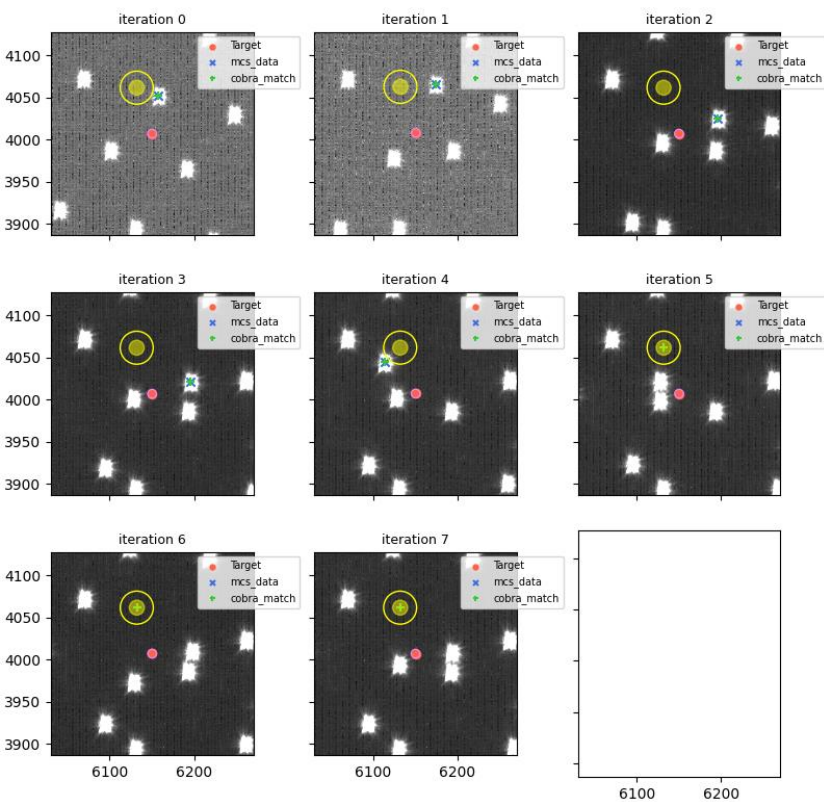 iteration 0
iteration 1
iteration 2
4100
4050
4000
3950
3900
Target
mcs_data
cobra_match
Target
mcs_data
cobra_match
Target
mcs_data
cobra_match
iteration 3
iteration 4
iteration 5
4100
4050
4000
3950
3900
Target
mcs_data
cobra_match
Target
mcs_data
cobra_match
Target
mcs_data
cobra_match
iteration 6
iteration 7
4100
4050
4000
3950
3900
Target
mcs_data
cobra_match
Target
mcs_data
cobra_match
6100 6200
6100 6200
6100 6200